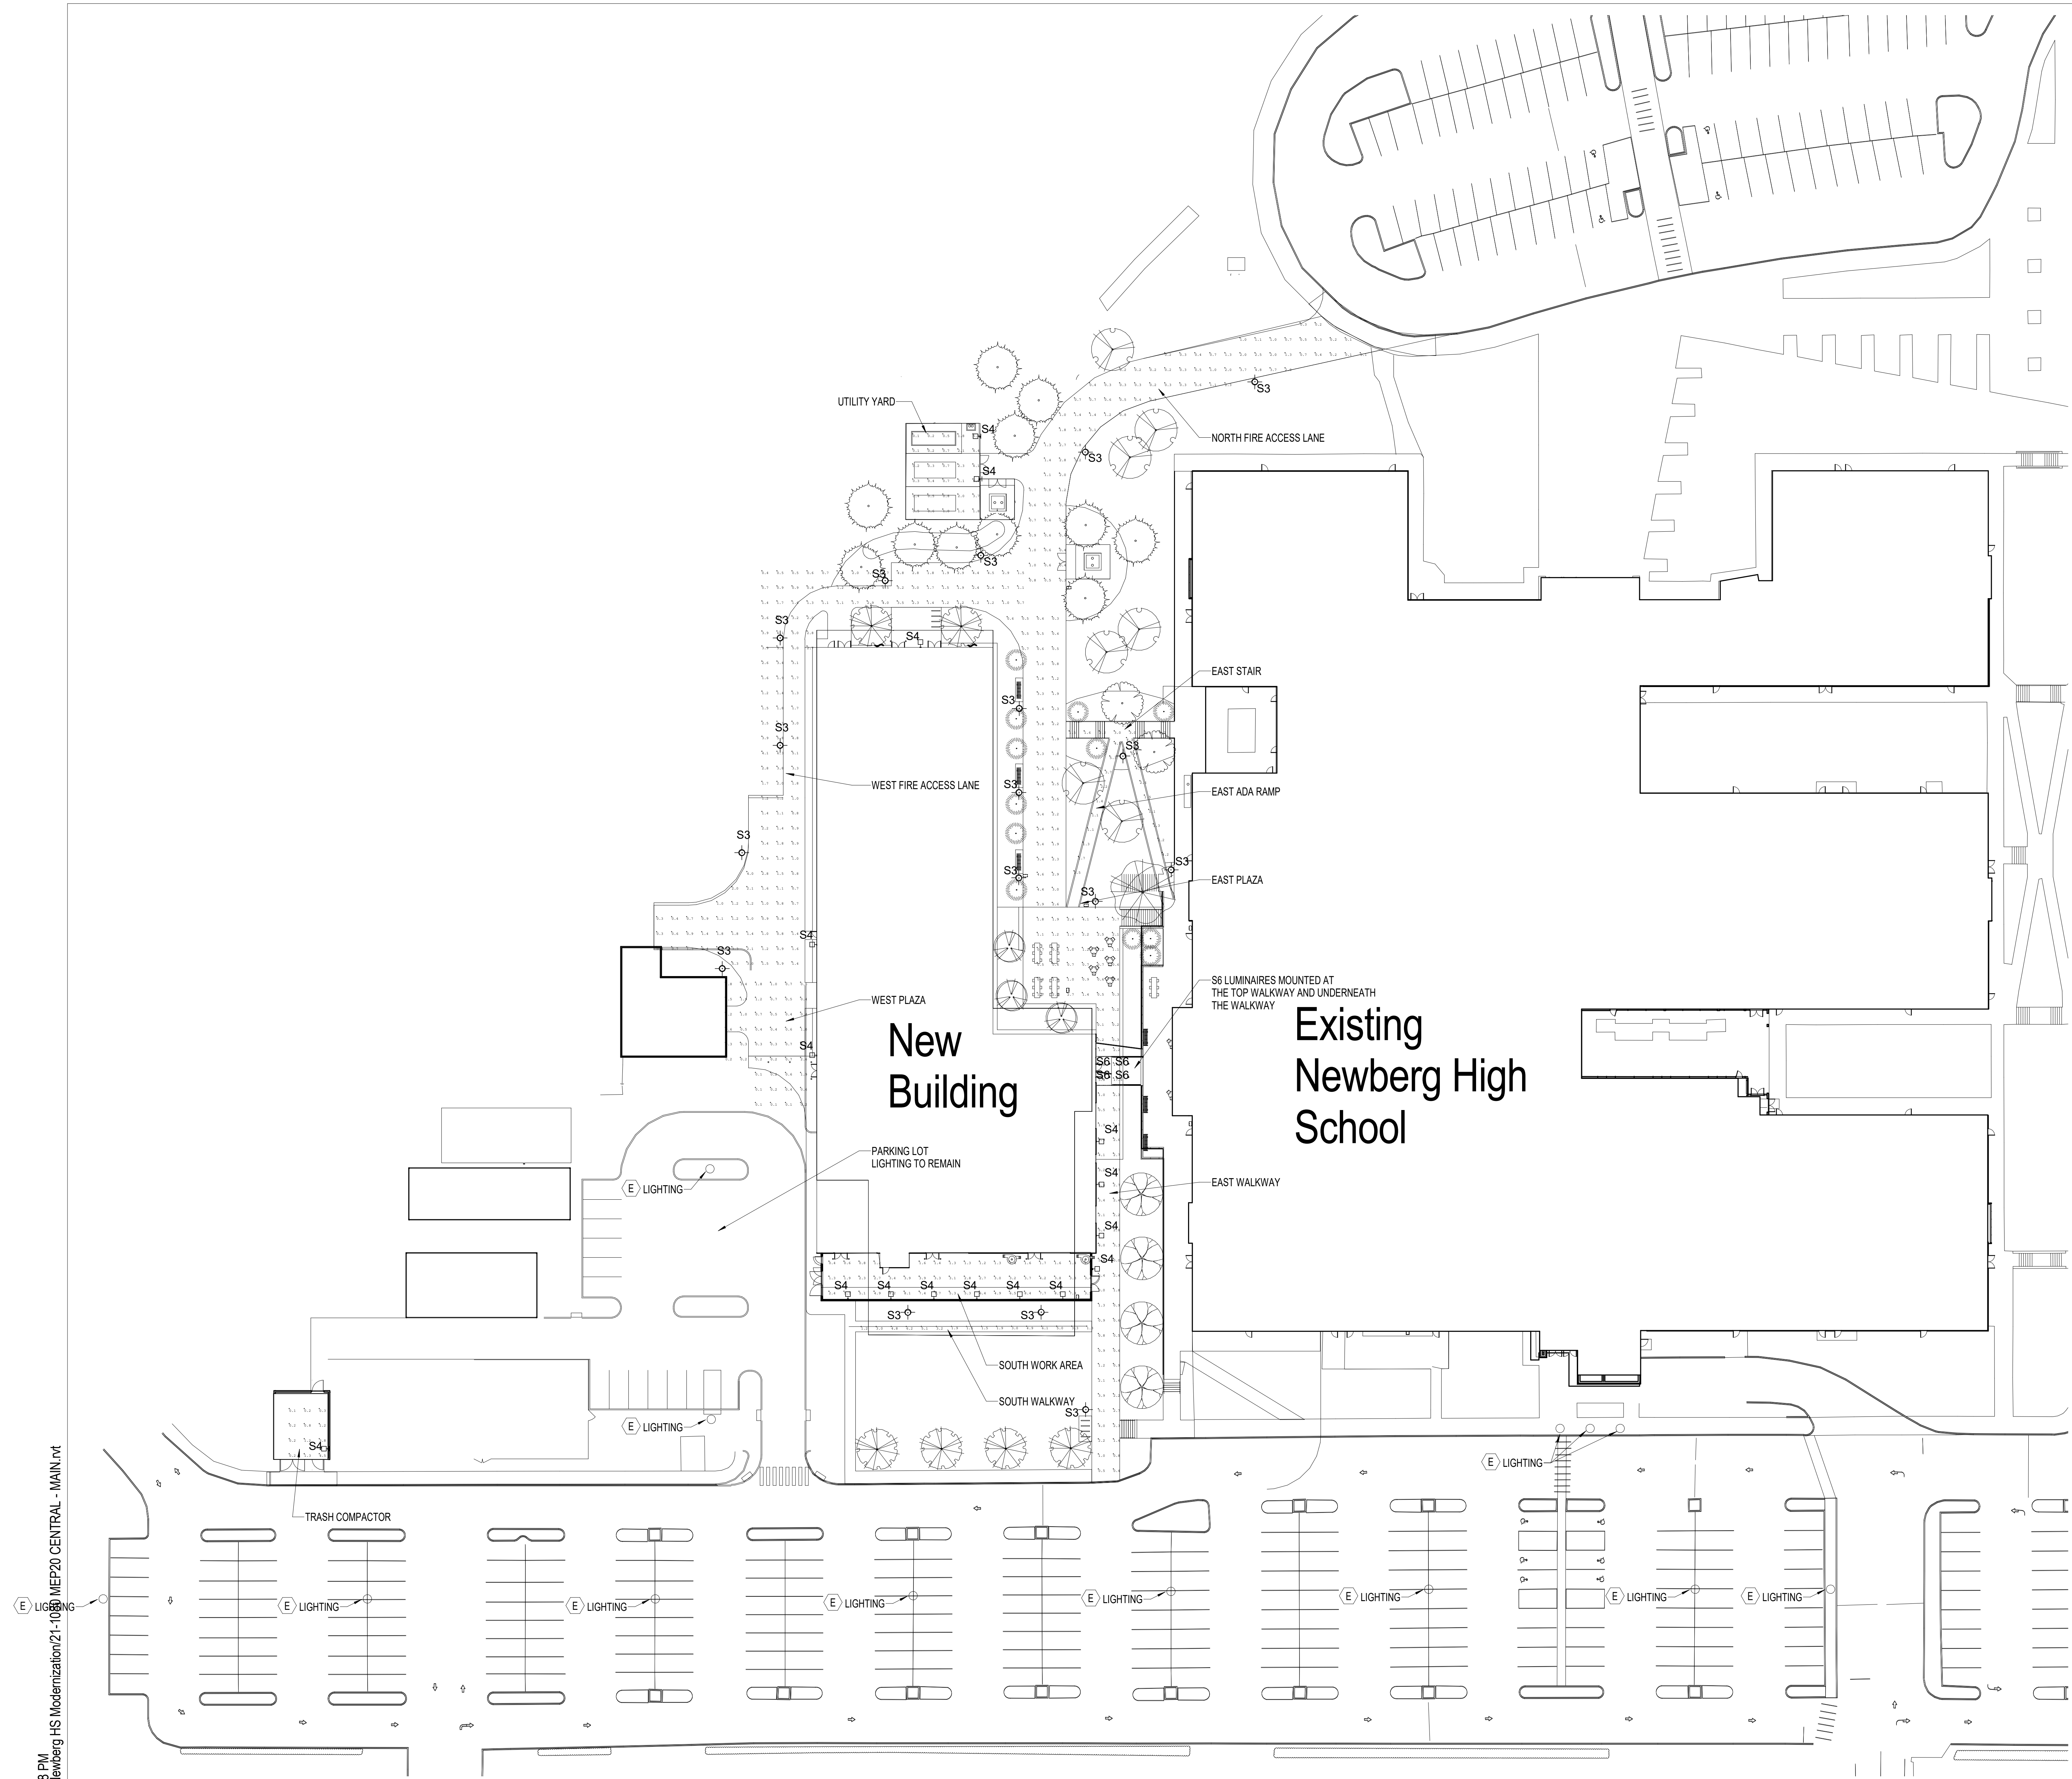 S3
UTILITY YARD
S4
NORTH FIRE ACCESS LANE
S3
S4
S3
S3
S3
S4
EAST STAIR
S3
S3
S3
WEST FIRE ACCESS LANE
S3
EAST ADA RAMP
S3
S3
S3
EAST PLAZA
S3
S4
S3
S6 LUMINAIRES MOUNTED AT
THE TOP WALKWAY AND UNDERNEATH
THE WALKWAY
WEST PLAZA
New
Building
Existing
Newberg High
School
S4
S6 S6
S6 S6
S4
PARKING LOT
LIGHTING TO REMAIN
S4
E LIGHTING
EAST WALKWAY
S4
S4
S4 S4 S4 S4 S4 S4
S3 S3
SOUTH WORK AREA
SOUTH WALKWAY
S3
E LIGHTING
S4
E LIGHTING
TRASH COMPACTOR
E LIGHTING
E LIGHTING
E LIGHTING
E LIGHTING
E LIGHTING
E LIGHTING
E LIGHTING
E LIGHTING
8 PM
lewberg HS Modernization/21-1080 MEP20 CENTRAL - MAIN.rvt